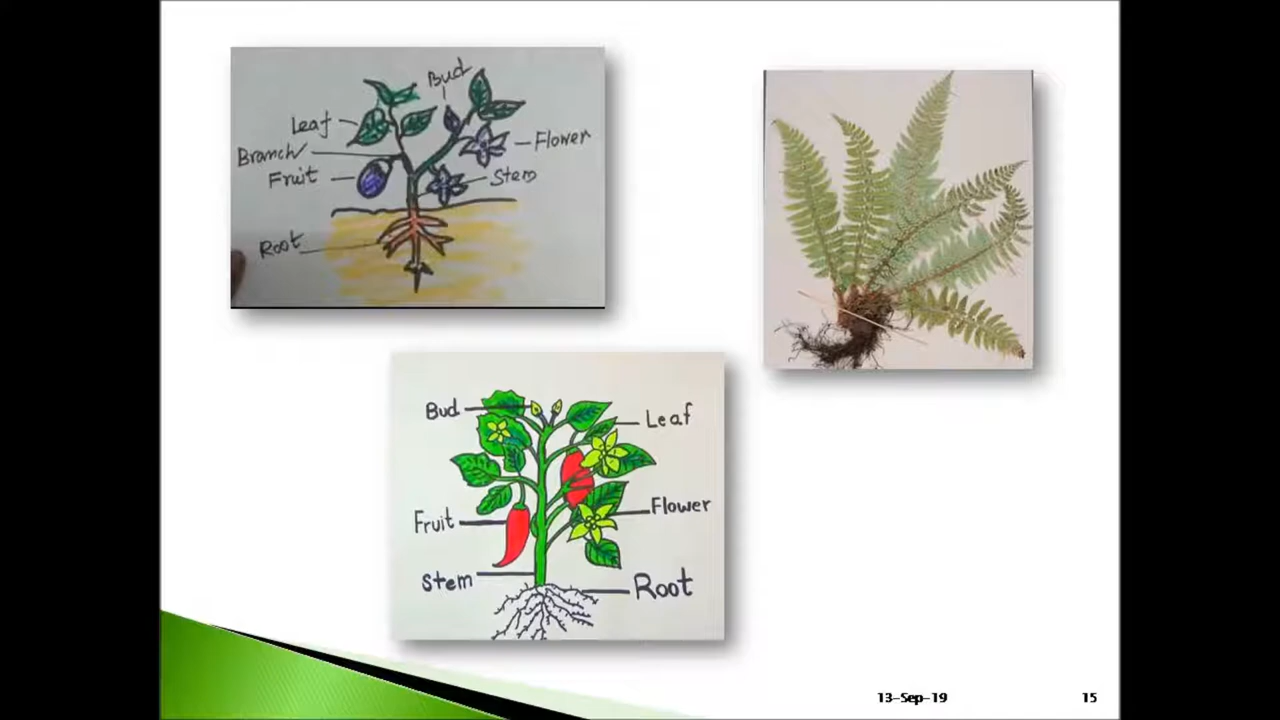 Bud
Leaf
Flower
Branch
Fruit
Stem
Root
Bud
Leaf
Fruit
Flower
Stem
Root
13-Sep-19
15